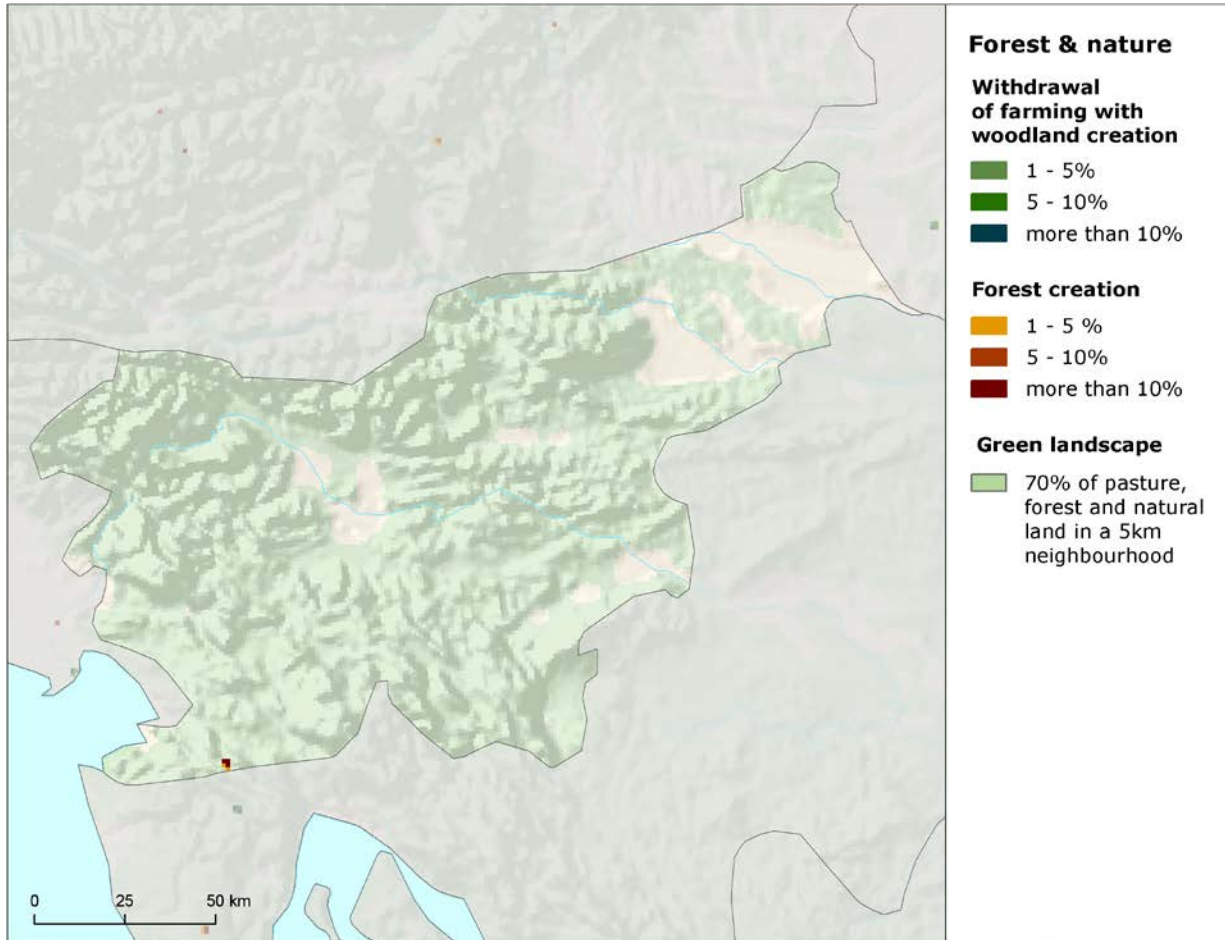 Forest & nature
Withdrawal
of farming with
woodland creation
1 - 5%
5 - 10%
more than 10%
Forest creation
1 - 5 %
5 - 10%
more than 10%
Green landscape
70% of pasture,
forest and natural
land in a 5km
neighbourhood
0 25 50 km